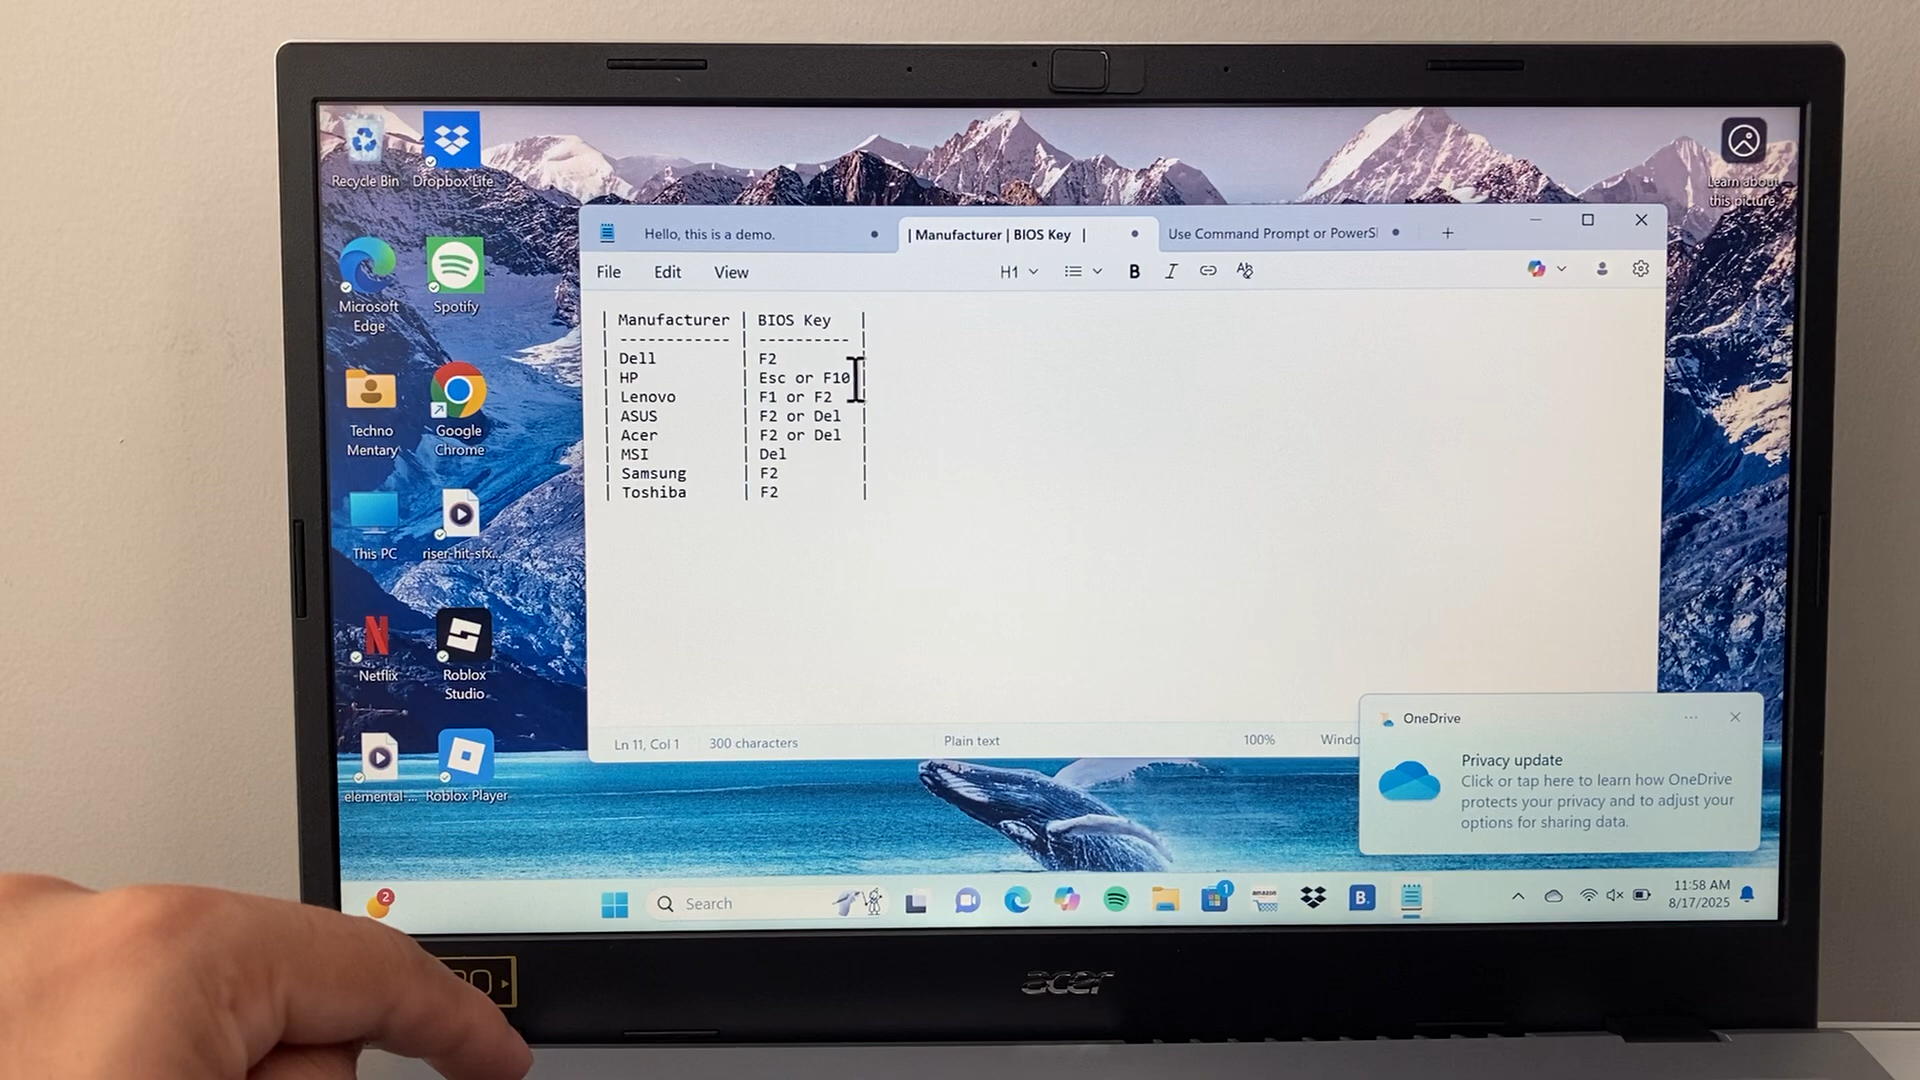 Recycle Bin
Dropbox Lite
Learn about
this picture
Microsoft
Edge
Spotify
Techno
Mentary
Google
Chrome
This PC
riser-hit-sfx...
Netflix
Roblox
Studio
elemental-...
Roblox Player
Hello, this is a demo.
| Manufacturer | BIOS Key |
Use Command Prompt or PowerS
File Edit View
H1 B I
| Manufacturer | BIOS Key |
| ------------ | ---------- |
| Dell | F2 |
| HP | Esc or F10 |
| Lenovo | F1 or F2 |
| ASUS | F2 or Del |
| Acer | F2 or Del |
| MSI | Del |
| Samsung | F2 |
| Toshiba | F2 |
Ln 11, Col 1 300 characters Plain text 100% Windo
OneDrive
Privacy update
Click or tap here to learn how OneDrive
protects your privacy and to adjust your
options for sharing data.
2
Search
1
amazon
B.
11:58 AM
8/17/2025
acer